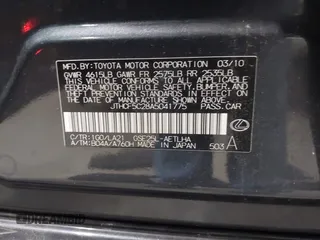 MFD.BY:TOYOTA MOTOR CORPORATION 03/10
GVWR 4615LB GAWR FR 2575LB RR 2535LB
THIS VEHICLE CONFORMS TO ALL APPLICABLE
FEDERAL MOTOR VEHICLE SAFETY, BUMPER, AND
THEFT PREVENTION STANDARDS IN EFFECT ON
THE DATE OF MANUFACTURE SHOWN ABOVE.
JTHDF5C28A5041775 PASS.CAR
C/TR:1G0/LA21 GSE25L-AETLHA
A/TM:B04A/A760H MADE IN JAPAN 503 A